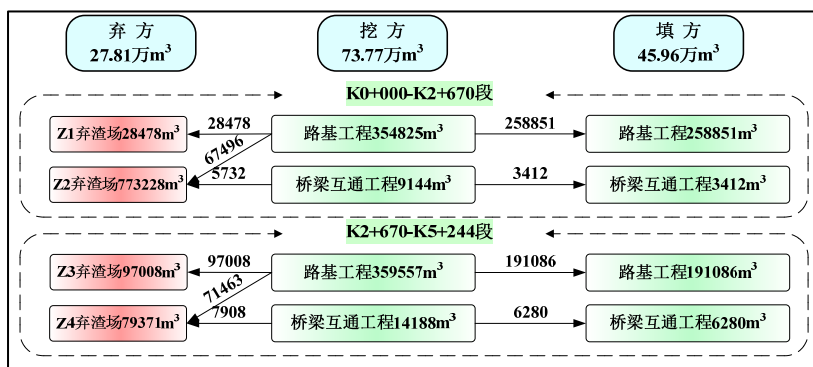 弃 方
27.81万m³
挖 方
73.77万m³
填 方
45.96万m³
K0+000-K2+670段
Z1弃渣场28478m³
28478
路基工程354825m³
258851
路基工程258851m³
67496
Z2弃渣场773228m³
5732
桥梁互通工程9144m³
3412
桥梁互通工程3412m³
K2+670-K5+244段
Z3弃渣场97008m³
97008
路基工程359557m³
191086
路基工程191086m³
71463
Z4弃渣场79371m³
7908
桥梁互通工程14188m³
6280
桥梁互通工程6280m³